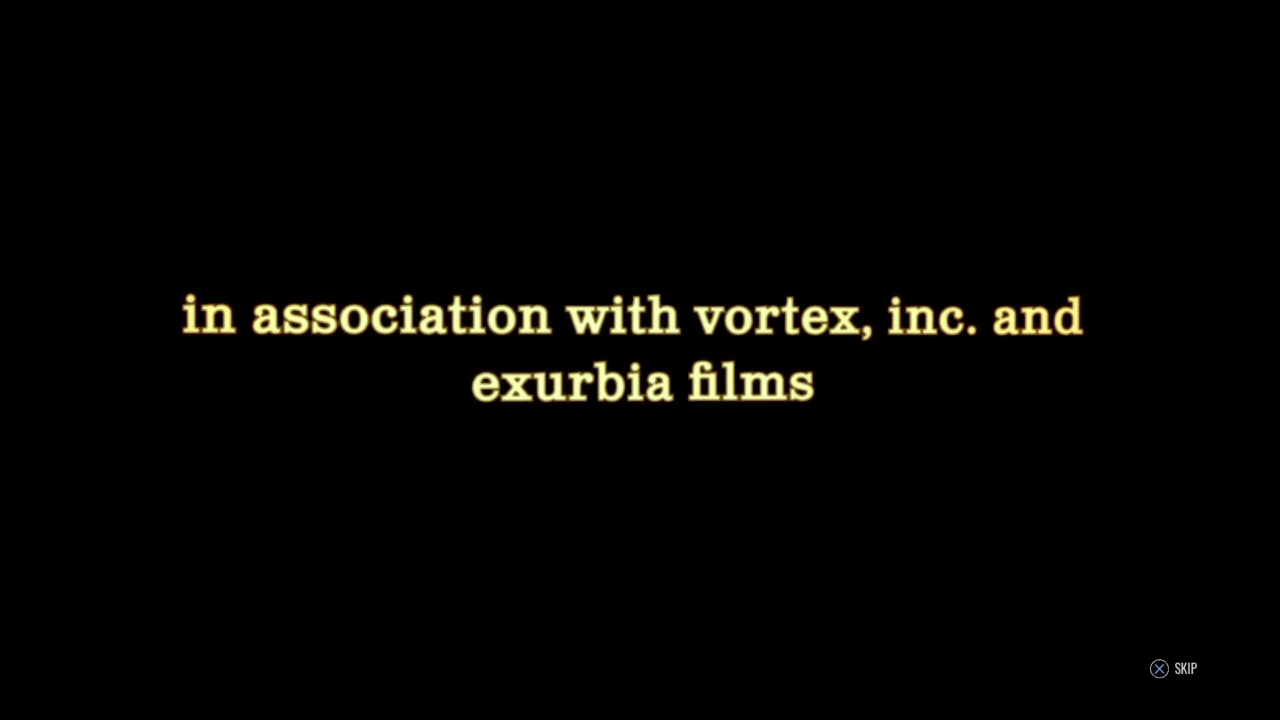 in association with vortex, inc. and
exurbia films
SKIP